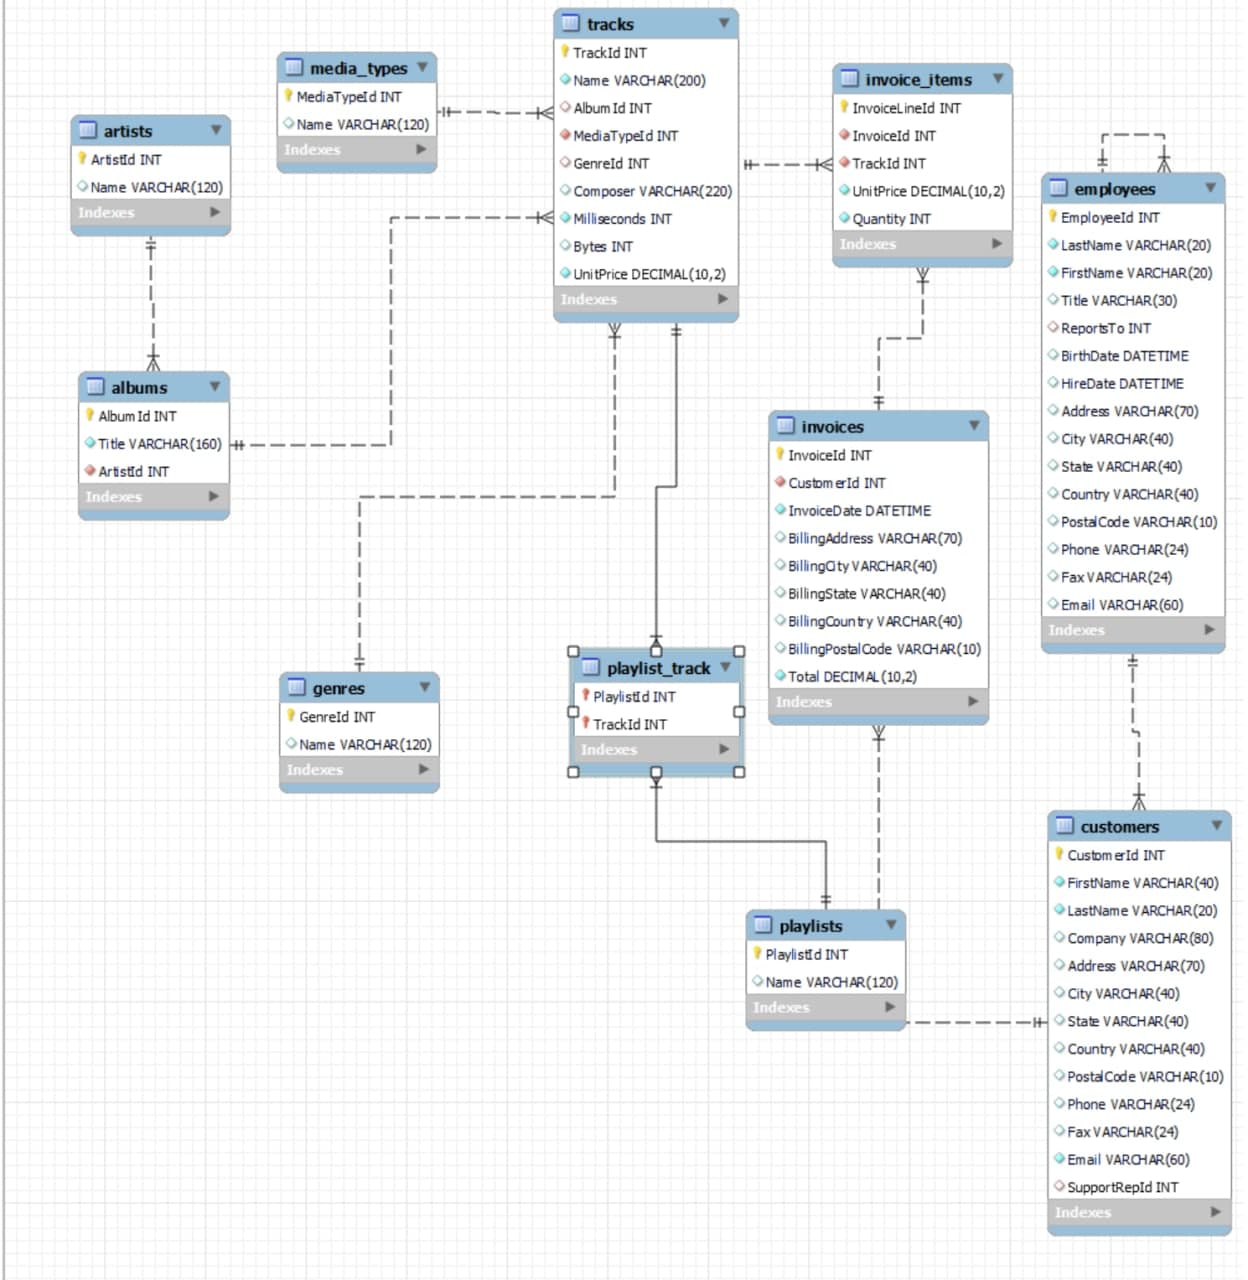 tracks
TrackId INT
Name VARCHAR(200)
AlbumId INT
MediaTypeId INT
GenreId INT
Composer VARCHAR(220)
Milliseconds INT
Bytes INT
UnitPrice DECIMAL(10,2)
Indexes
media_types
MediaTypeId INT
Name VARCHAR(120)
Indexes
invoice_items
InvoiceLineId INT
InvoiceId INT
TrackId INT
UnitPrice DECIMAL(10,2)
Quantity INT
Indexes
artists
ArtistId INT
Name VARCHAR(120)
Indexes
employees
EmployeeId INT
LastName VARCHAR(20)
FirstName VARCHAR(20)
Title VARCHAR(30)
ReportsTo INT
BirthDate DATETIME
HireDate DATETIME
Address VARCHAR(70)
City VARCHAR(40)
State VARCHAR(40)
Country VARCHAR(40)
PostalCode VARCHAR(10)
Phone VARCHAR(24)
Fax VARCHAR(24)
Email VARCHAR(60)
Indexes
albums
AlbumId INT
Title VARCHAR(160)
ArtistId INT
Indexes
invoices
InvoiceId INT
CustomerId INT
InvoiceDate DATETIME
BillingAddress VARCHAR(70)
BillingCity VARCHAR(40)
BillingState VARCHAR(40)
BillingCountry VARCHAR(40)
BillingPostalCode VARCHAR(10)
Total DECIMAL(10,2)
Indexes
playlist_track
PlaylistId INT
TrackId INT
Indexes
genres
GenreId INT
Name VARCHAR(120)
Indexes
customers
CustomerId INT
FirstName VARCHAR(40)
LastName VARCHAR(20)
Company VARCHAR(80)
Address VARCHAR(70)
City VARCHAR(40)
State VARCHAR(40)
Country VARCHAR(40)
PostalCode VARCHAR(10)
Phone VARCHAR(24)
Fax VARCHAR(24)
Email VARCHAR(60)
SupportRepId INT
Indexes
playlists
PlaylistId INT
Name VARCHAR(120)
Indexes